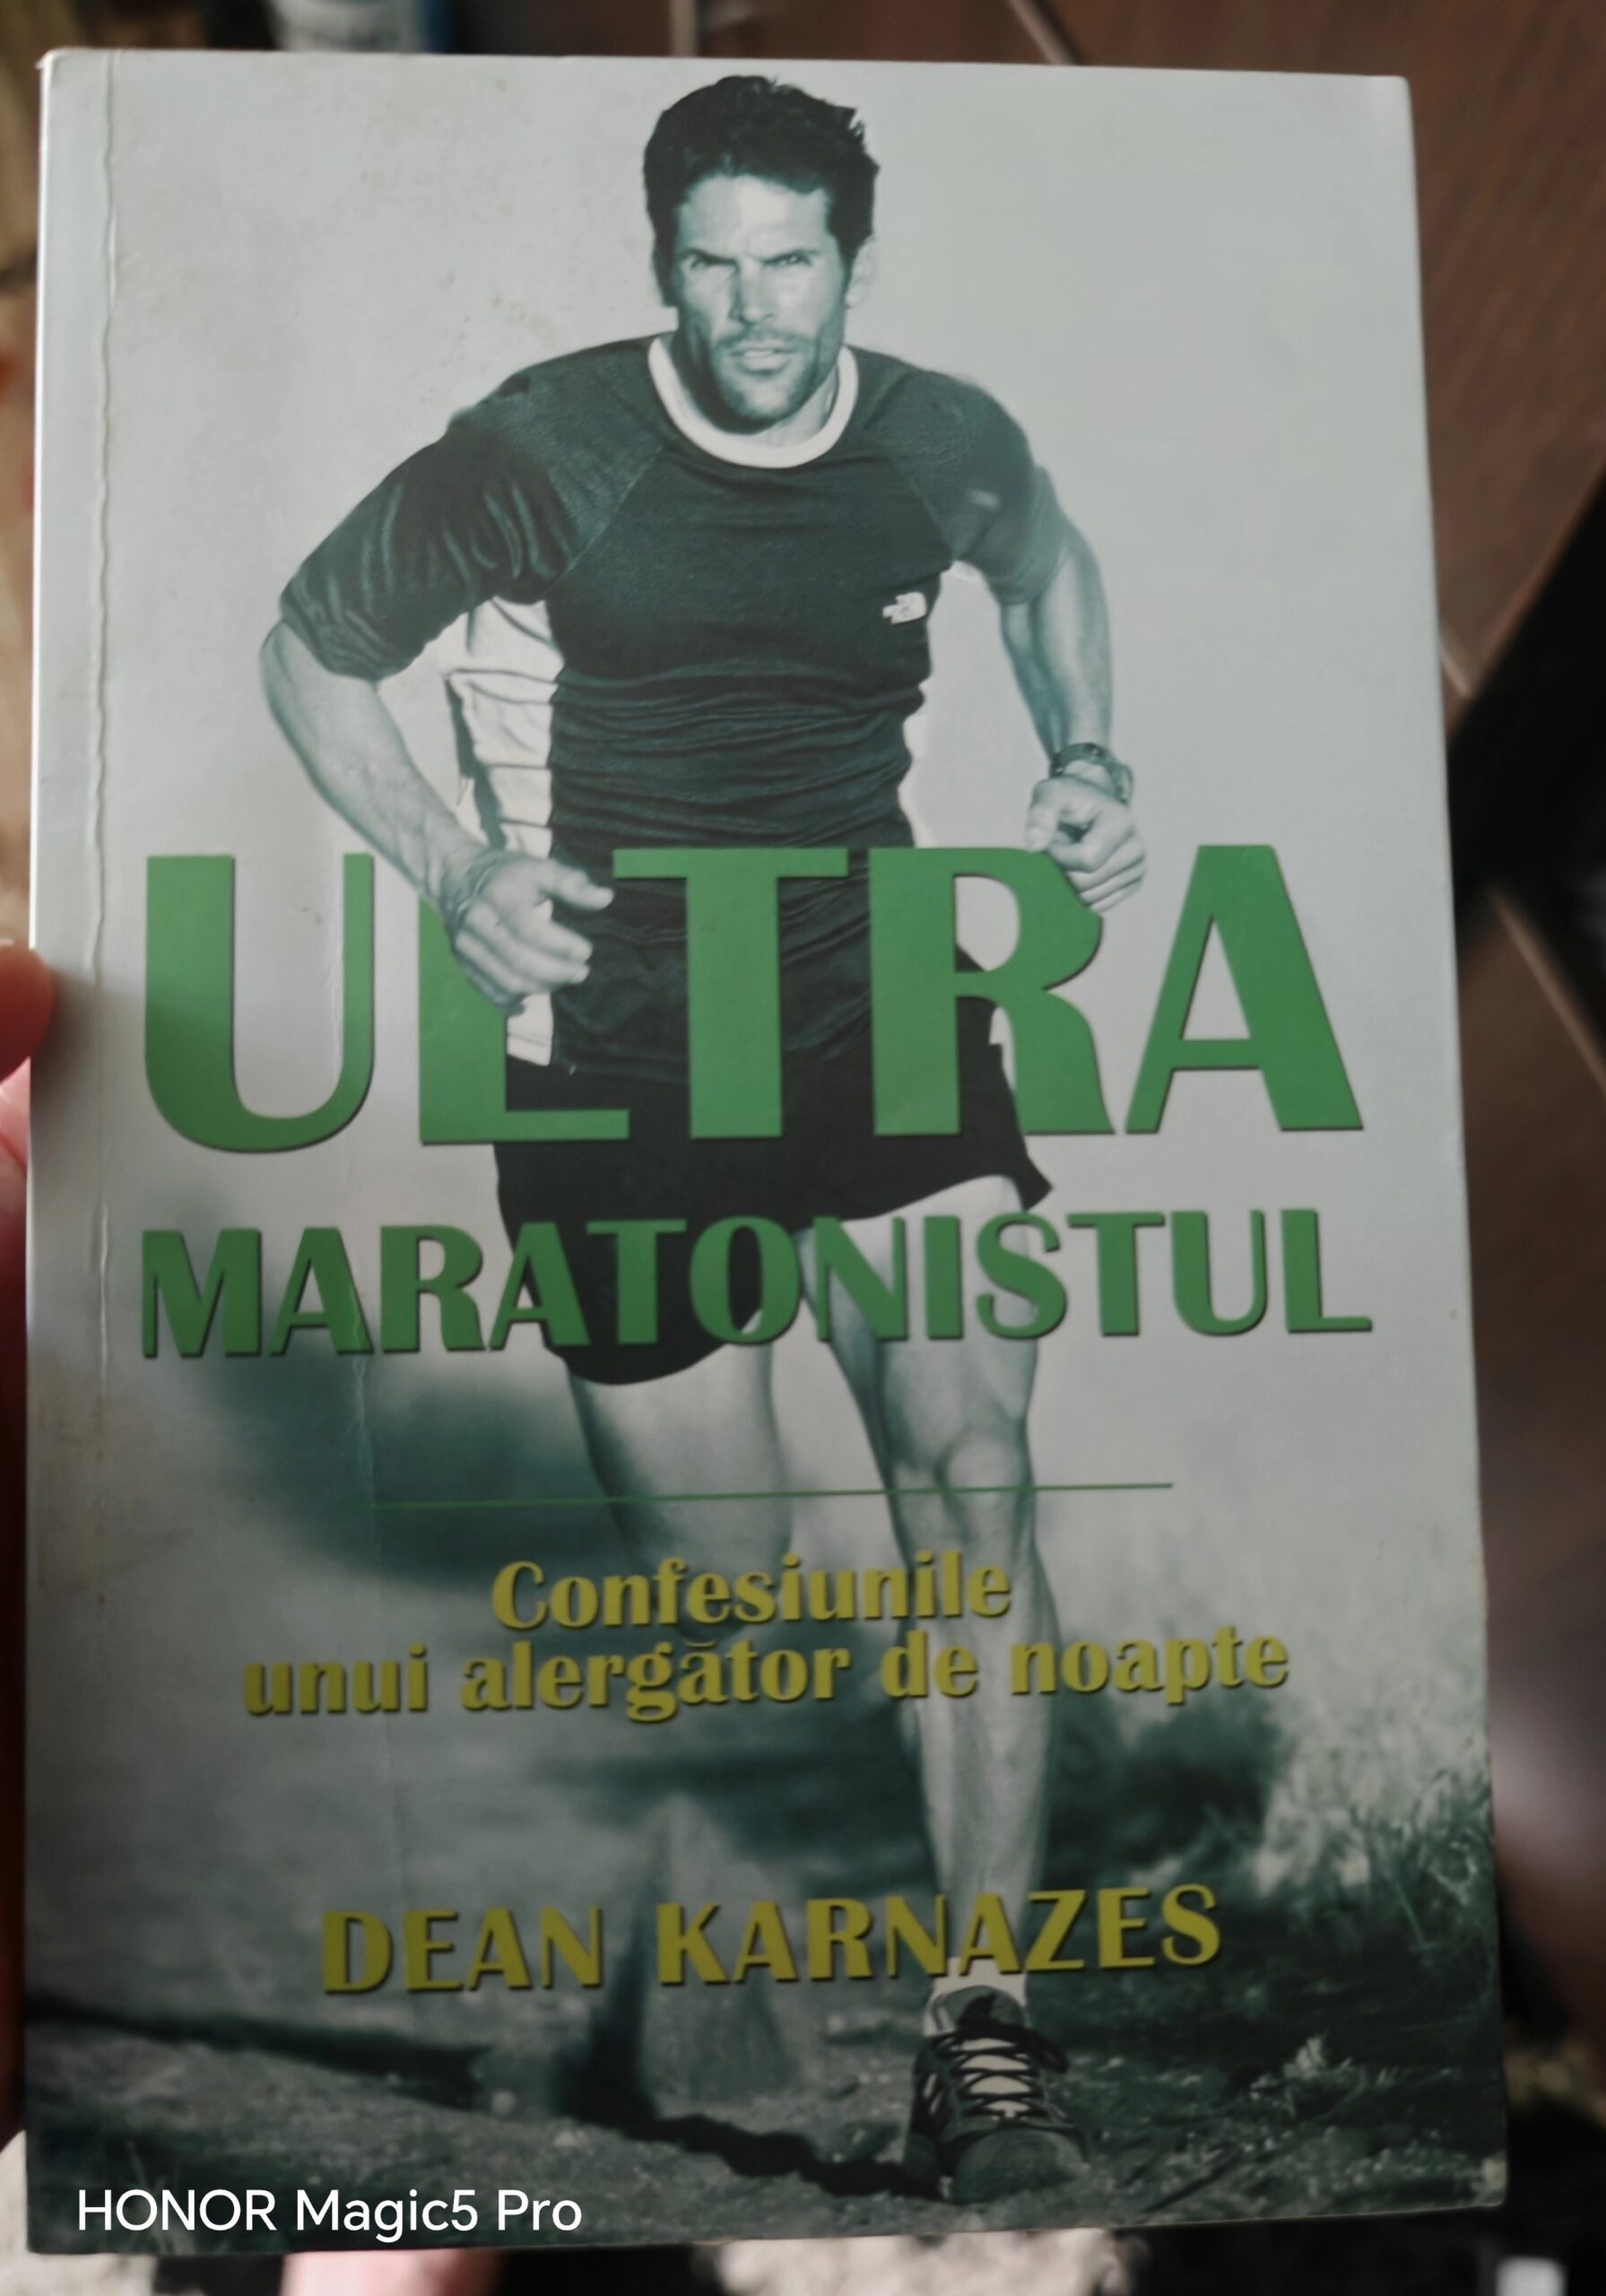 ULTRA
MARATONISTUL
Confesiunile
unui alergător de noapte
DEAN KARNAZES
HONOR Magic5 Pro